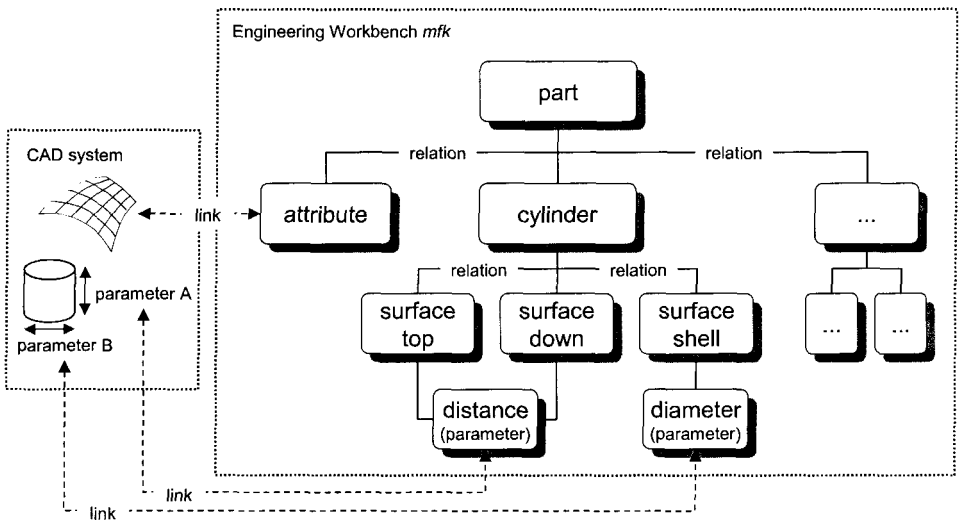 Engineering Workbench mfk
part
relation
relation
CAD system
link
attribute
cylinder
...
relation
relation
parameter A
parameter B
surface
top
surface
down
surface
shell
...
...
distance
(parameter)
diameter
(parameter)
link
link